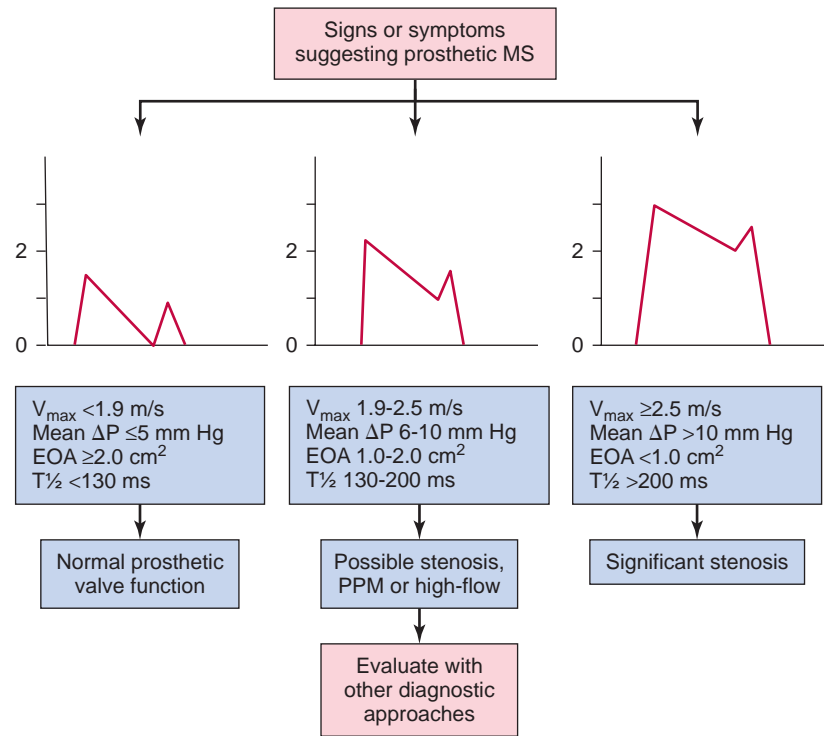 Signs or symptoms
suggesting prosthetic MS
2
0
2
0
2
0
Vmax <1.9 m/s
Mean ΔP ≤5 mm Hg
EOA ≥2.0 cm²
T½ <130 ms
Vmax 1.9-2.5 m/s
Mean ΔP 6-10 mm Hg
EOA 1.0-2.0 cm²
T½ 130-200 ms
Vmax ≥2.5 m/s
Mean ΔP >10 mm Hg
EOA <1.0 cm²
T½ >200 ms
Normal prosthetic
valve function
Possible stenosis,
PPM or high-flow
Significant stenosis
Evaluate with
other diagnostic
approaches